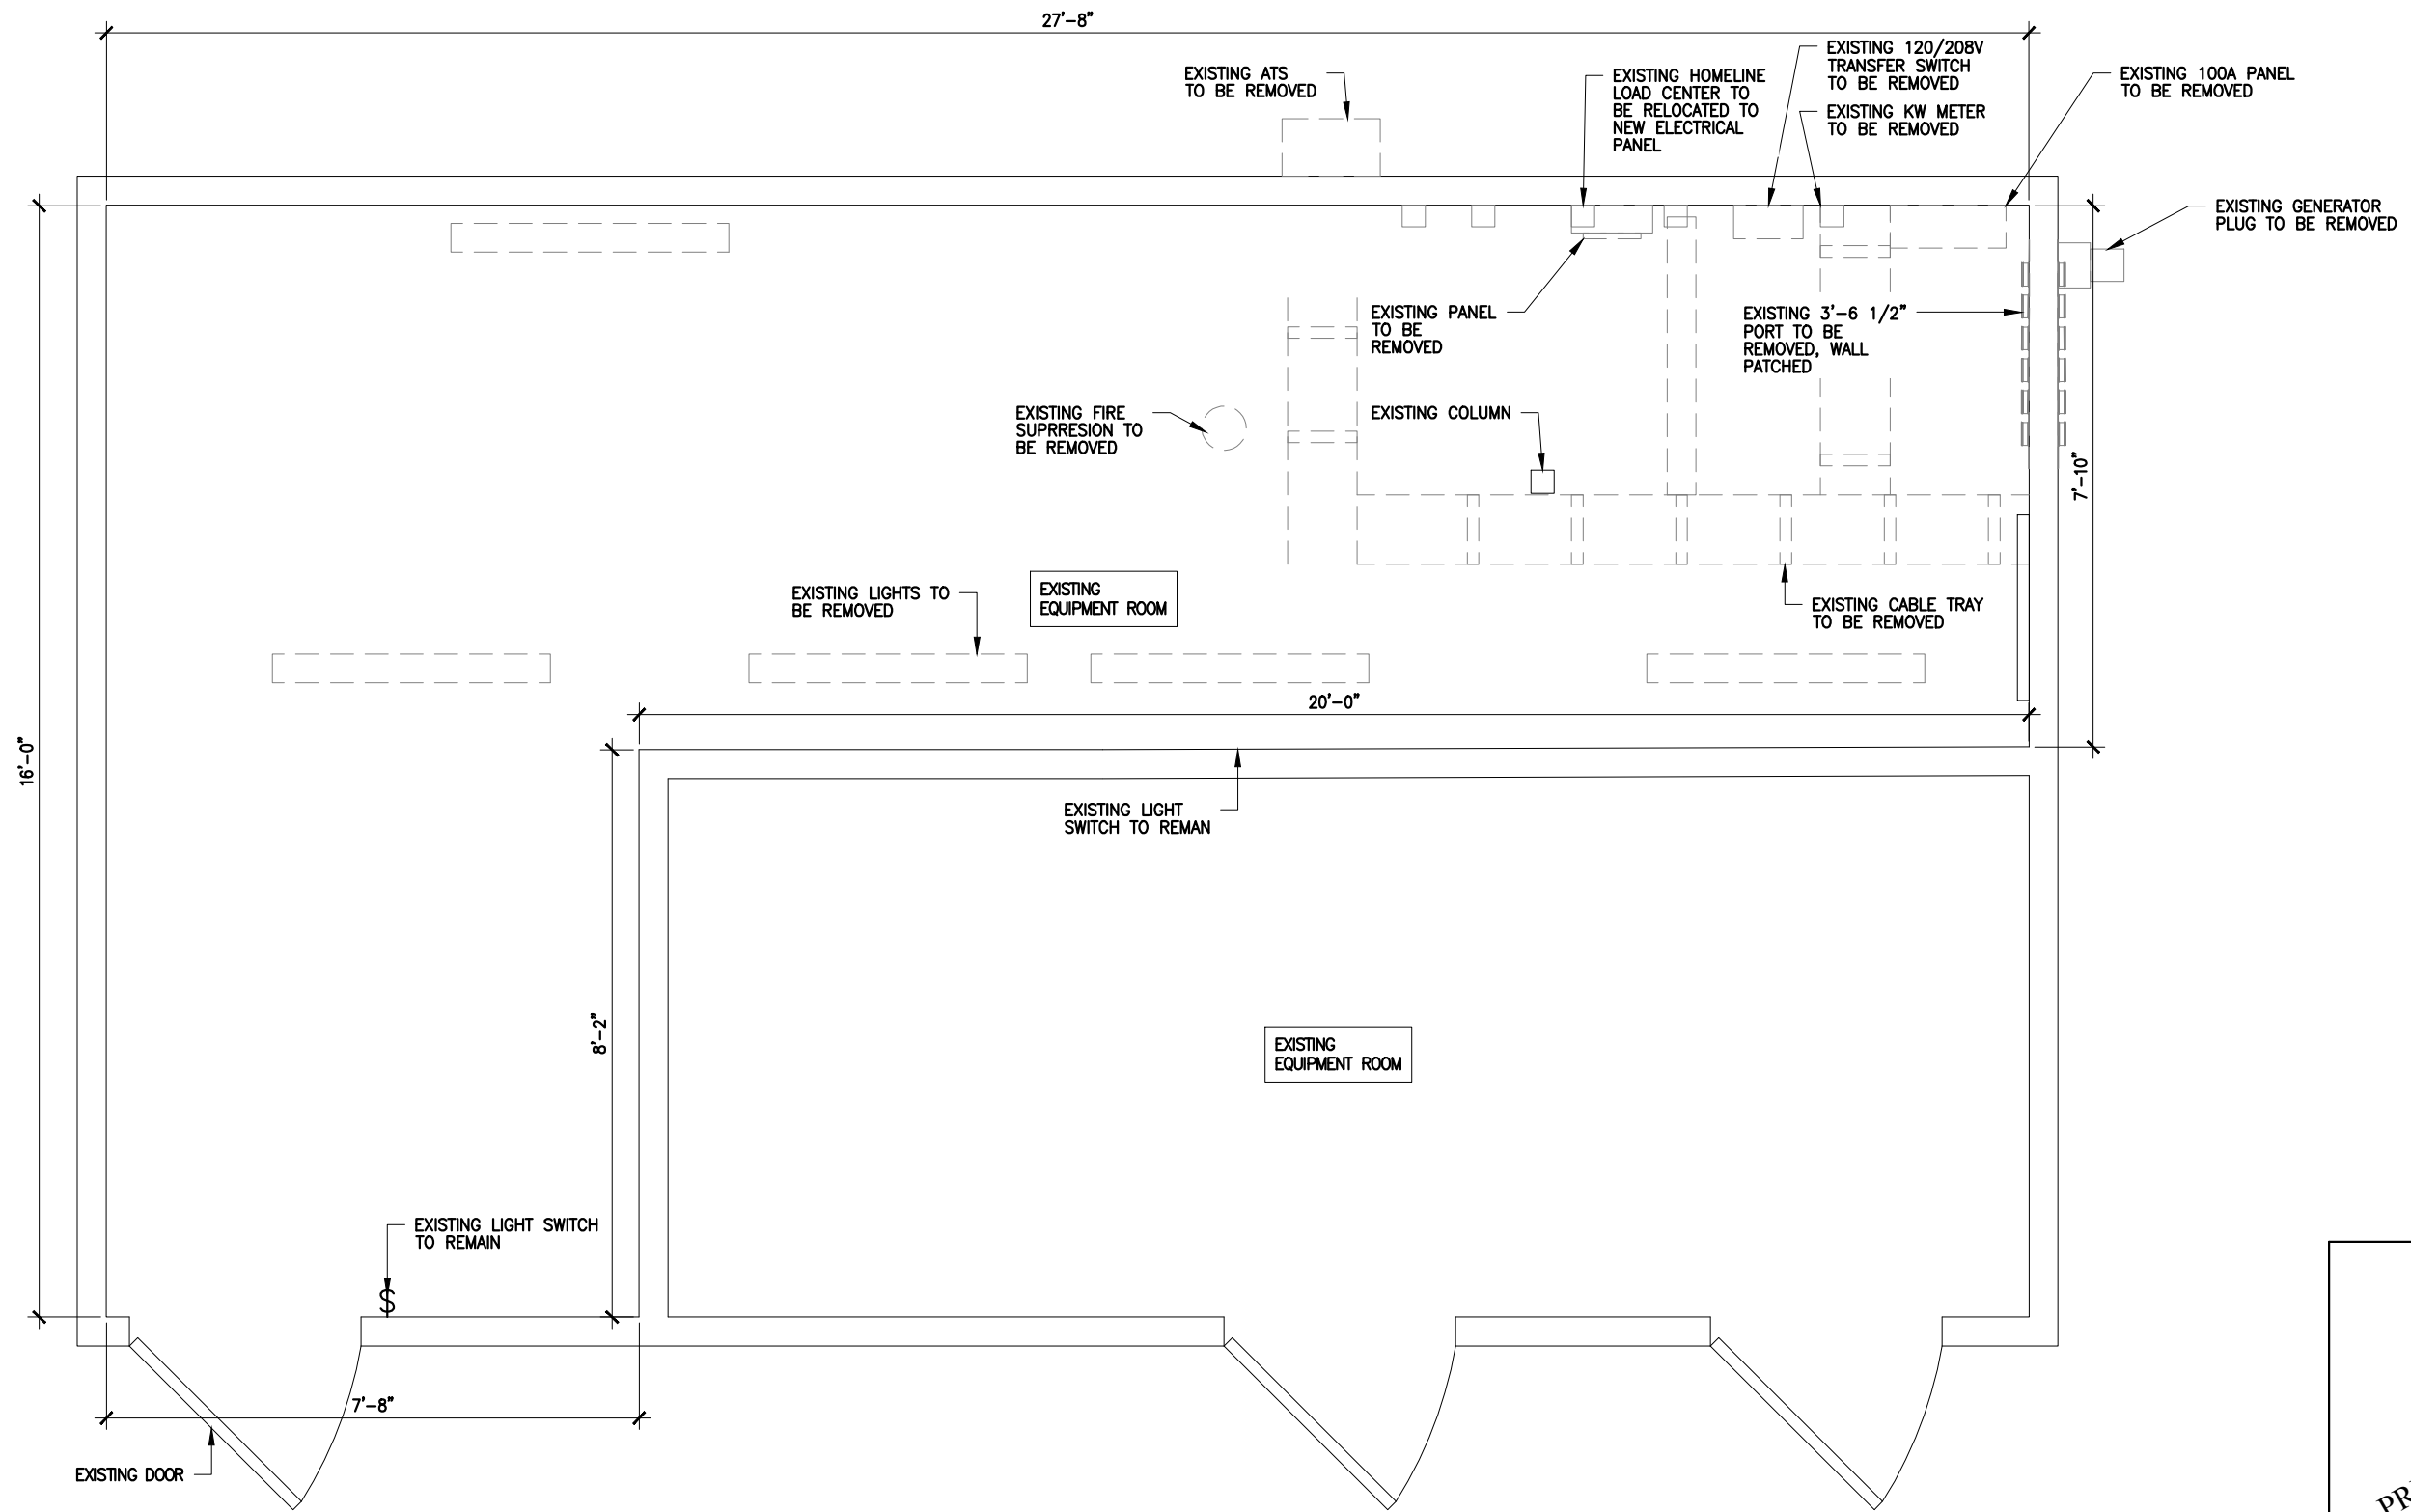 27'-8"
EXISTING ATS
TO BE REMOVED
EXISTING HOMELINE
LOAD CENTER TO
BE RELOCATED TO
NEW ELECTRICAL
PANEL
EXISTING 120/208V
TRANSFER SWITCH
TO BE REMOVED
EXISTING KW METER
TO BE REMOVED
EXISTING 100A PANEL
TO BE REMOVED
EXISTING GENERATOR
PLUG TO BE REMOVED
EXISTING PANEL
TO BE
REMOVED
EXISTING 3'-6 1/2"
PORT TO BE
REMOVED, WALL
PATCHED
EXISTING FIRE
SUPRRESION TO
BE REMOVED
EXISTING COLUMN
7'-10"
EXISTING LIGHTS TO
BE REMOVED
EXISTING
EQUIPMENT ROOM
EXISTING CABLE TRAY
TO BE REMOVED
20'-0"
16'-0"
EXISTING LIGHT
SWITCH TO REMAN
8'-2"
EXISTING
EQUIPMENT ROOM
EXISTING LIGHT SWITCH
TO REMAIN
$
7'-8"
EXISTING DOOR